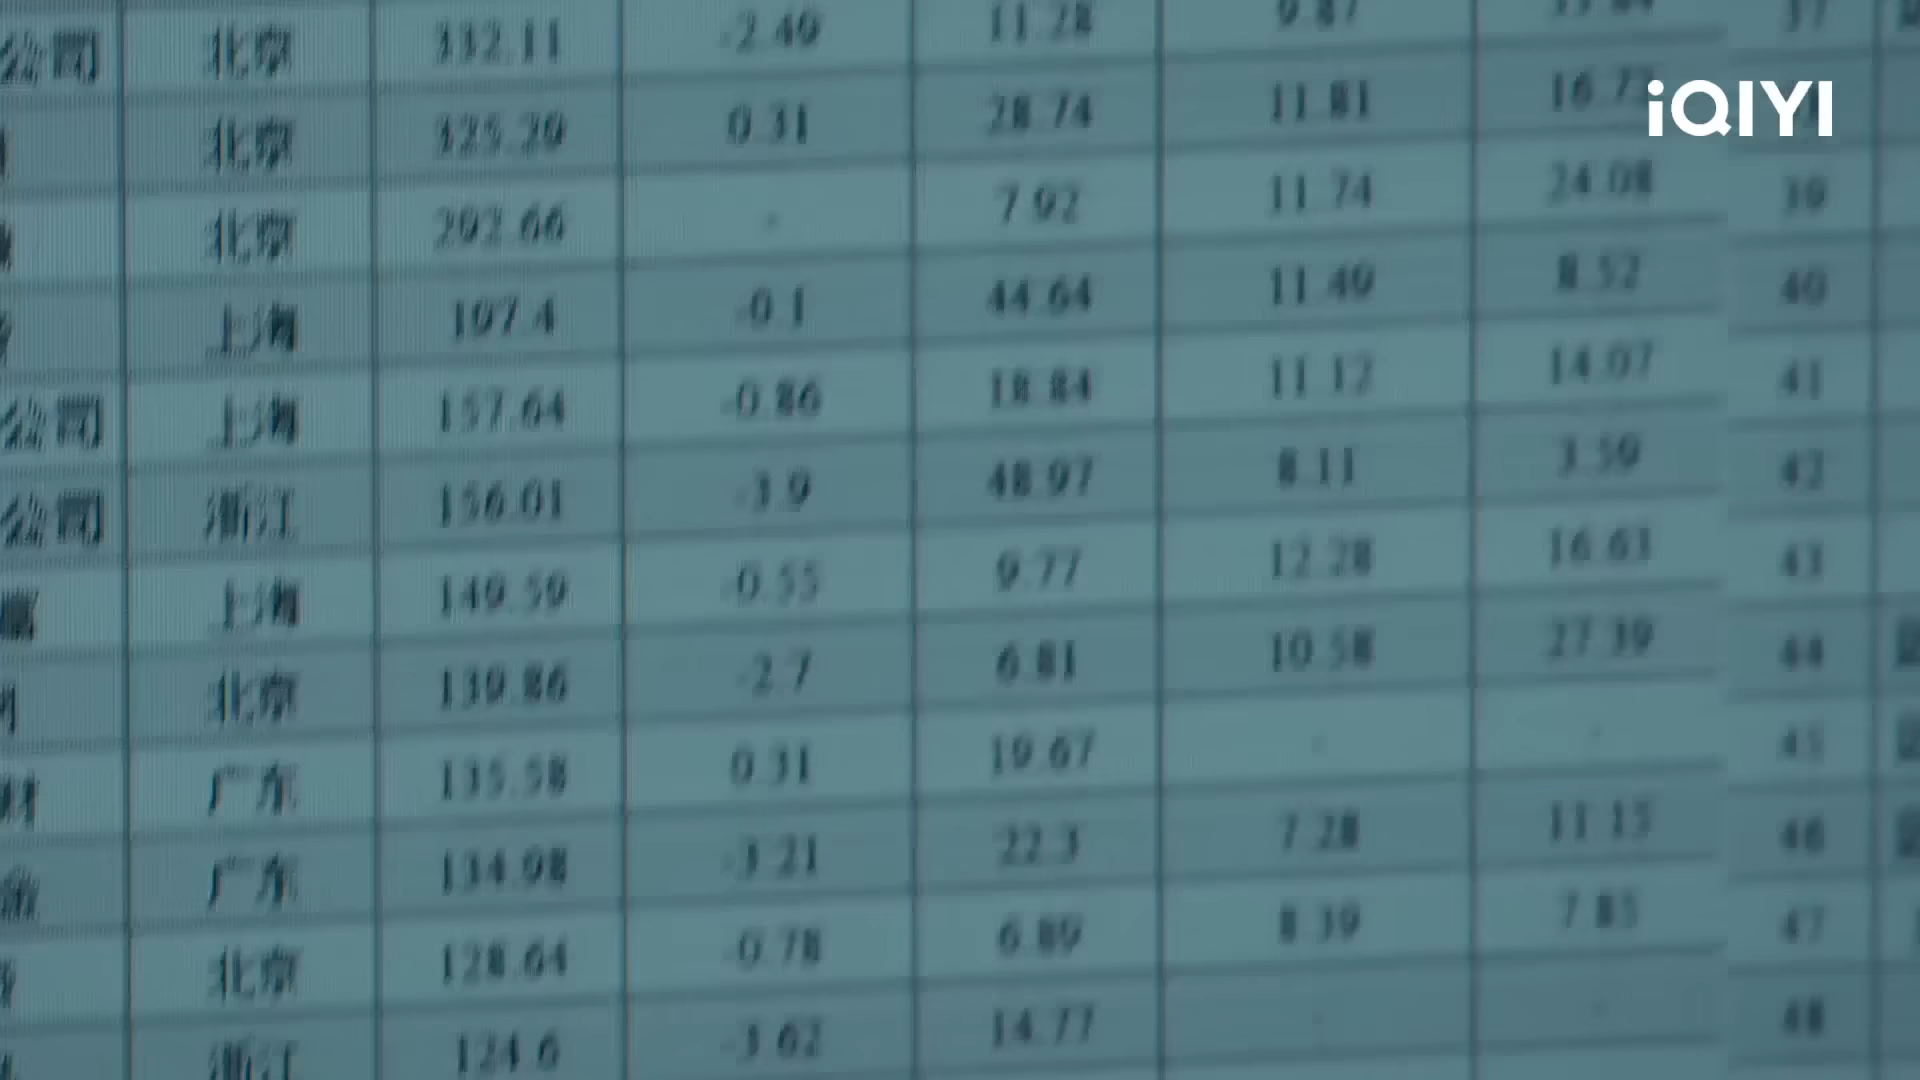 公司 北京 332.11 -2.49 11.28 9.87 37
北京 325.29 0.31 28.74 11.81 16.73
iQIYI
北京 292.66 - 7.92 11.74 24.08 39
上海 197.4 -0.1 44.64 11.49 8.52 40
公司 上海 157.64 -0.86 18.84 11.12 14.07 41
公司 浙江 156.01 -3.9 48.97 8.11 3.59 42
上海 149.59 -0.55 9.77 12.28 16.63 43
北京 139.86 -2.7 6.81 10.58 27.39 44
财 广东 135.58 0.31 19.67 - - 45
广东 134.98 -3.21 22.3 7.28 11.15 46
北京 128.64 -0.78 6.89 8.39 7.85 47
浙江 124.6 -3.62 14.77 - - 48